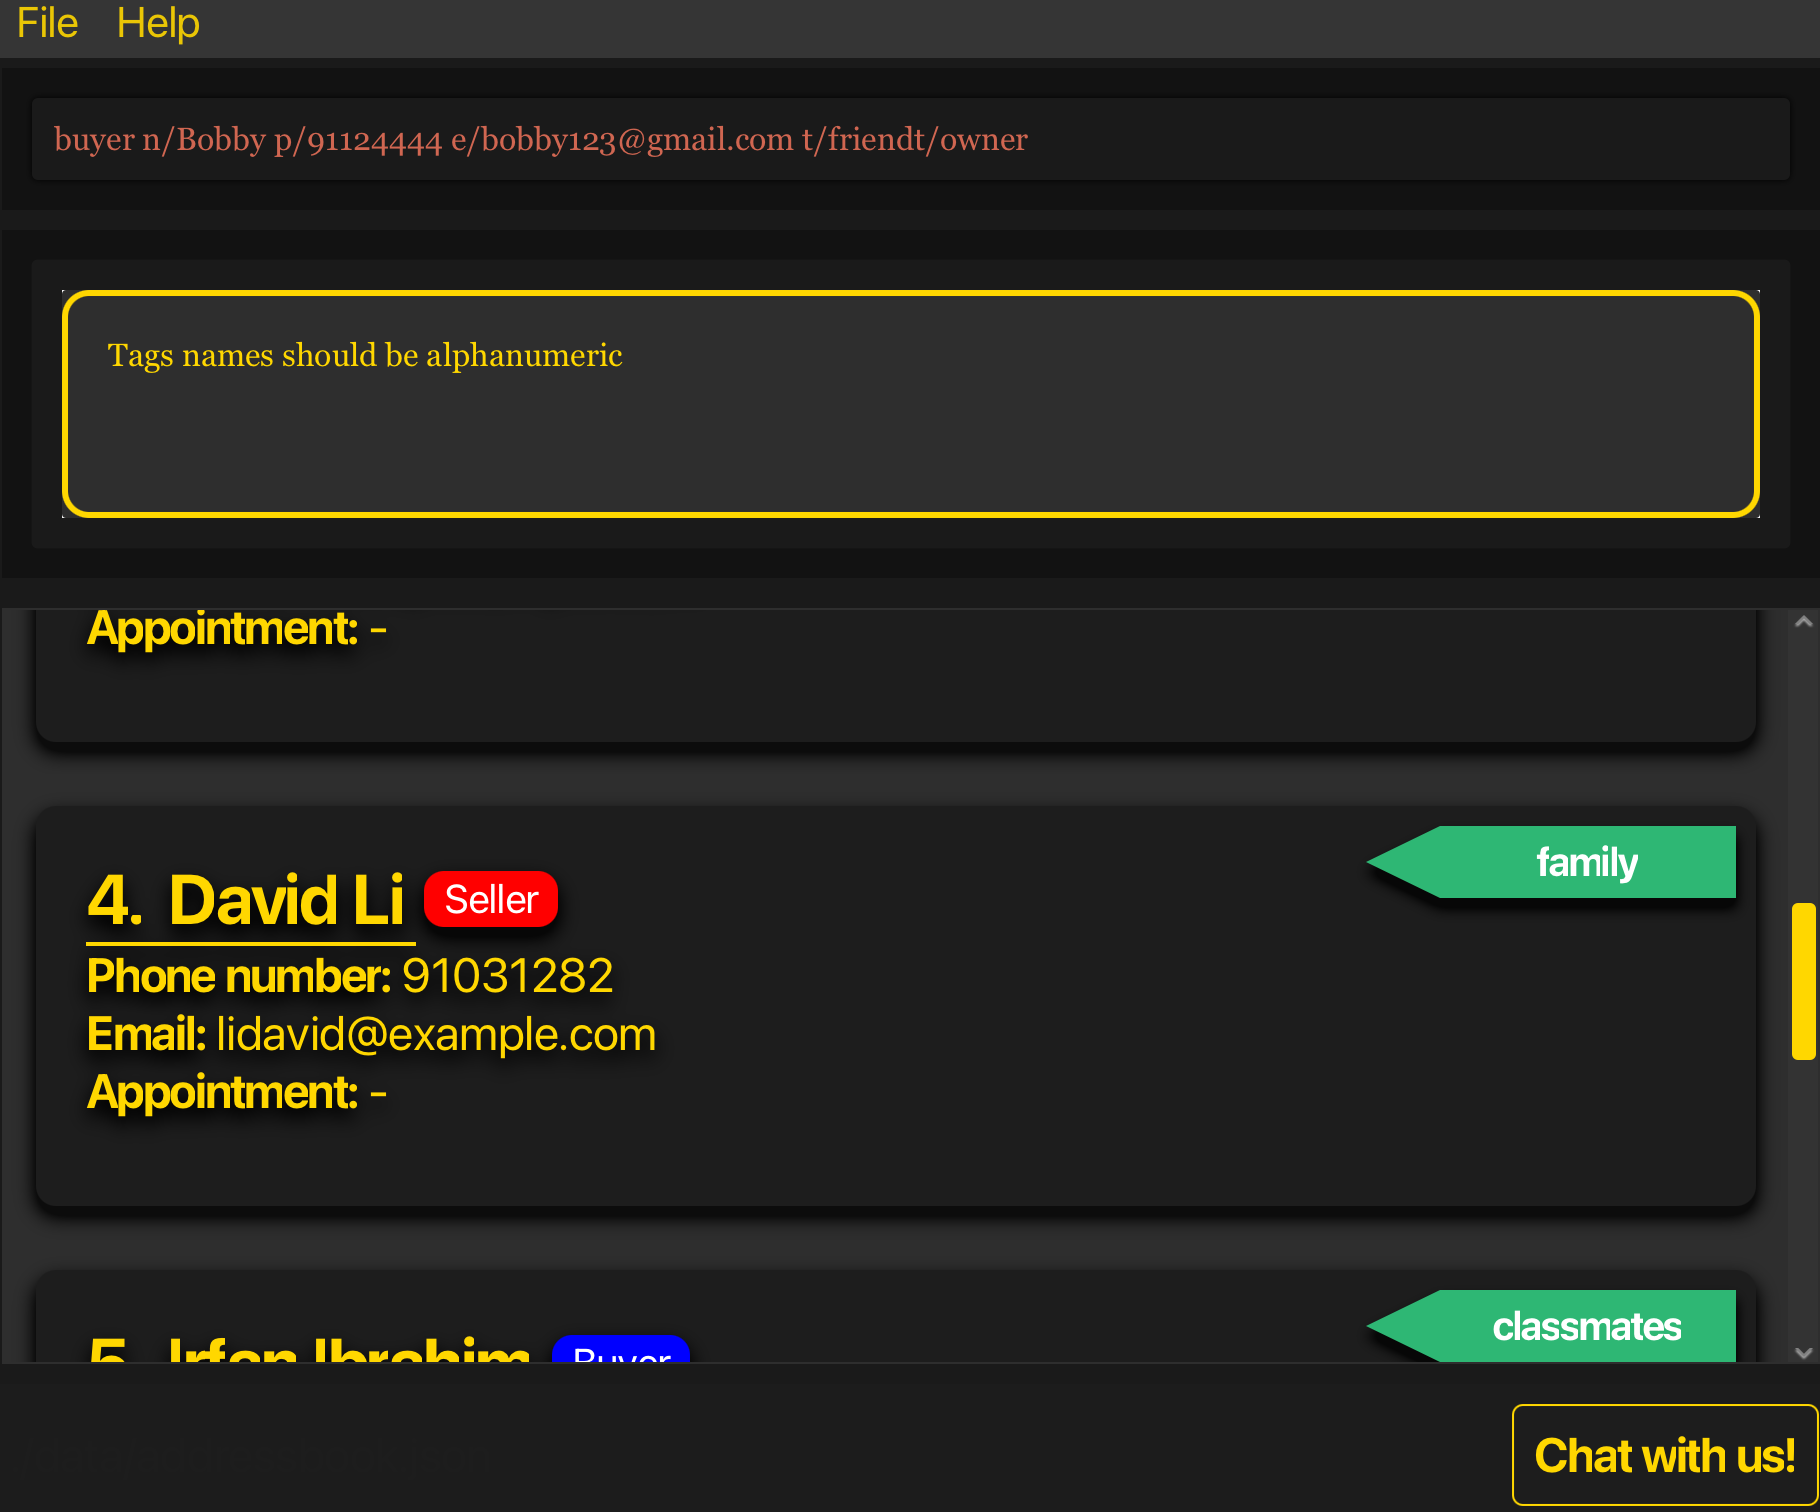 File Help
buyer n/Bobby p/91124444 e/bobby123@gmail.com t/friendt/owner
Tags names should be alphanumeric
Appointment: -
family
4. David Li Seller
Phone number: 91031282
Email: lidavid@example.com
Appointment: -
classmates
5. Irfan Ibrahim Buyer
Chat with us!